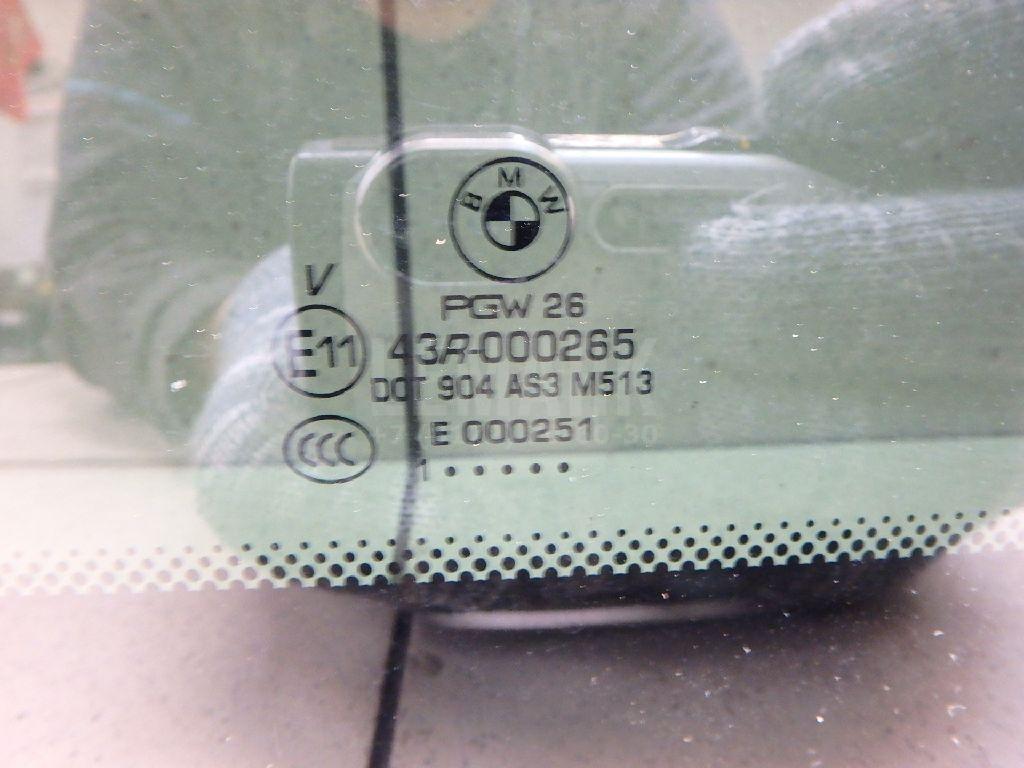 BMW
V
PGW 26
E11 43R-000265
DOT 904 AS3 M513
CCC E 000251
1 • • • • •